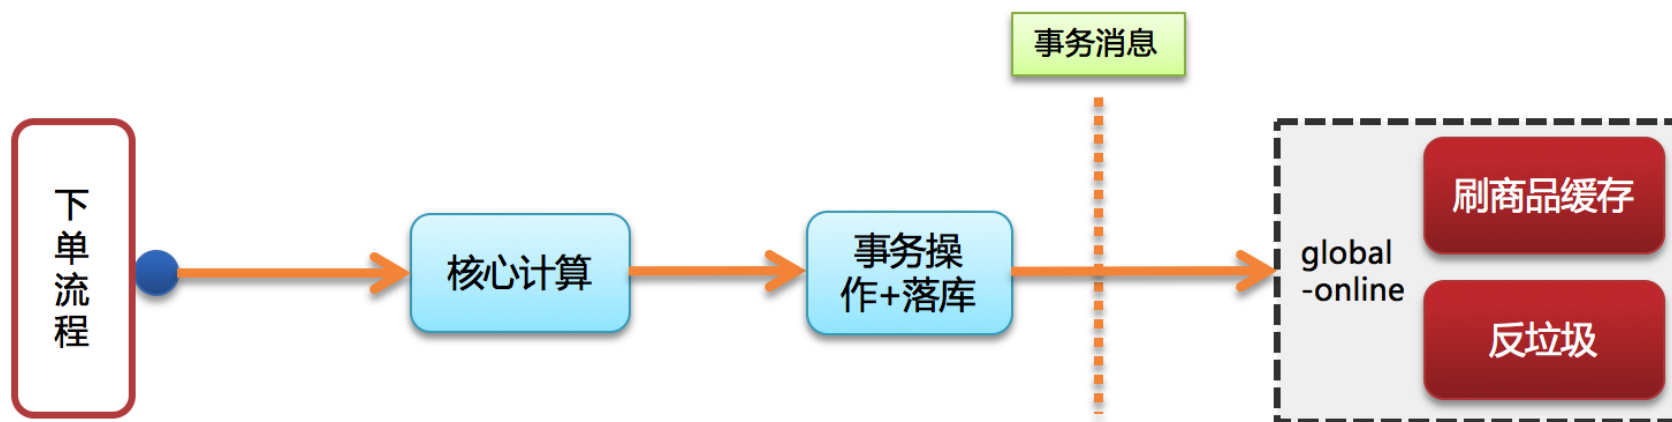 事务消息
下
单
流
程
核心计算
事务操
作+落库
global
-online
刷商品缓存
反垃圾